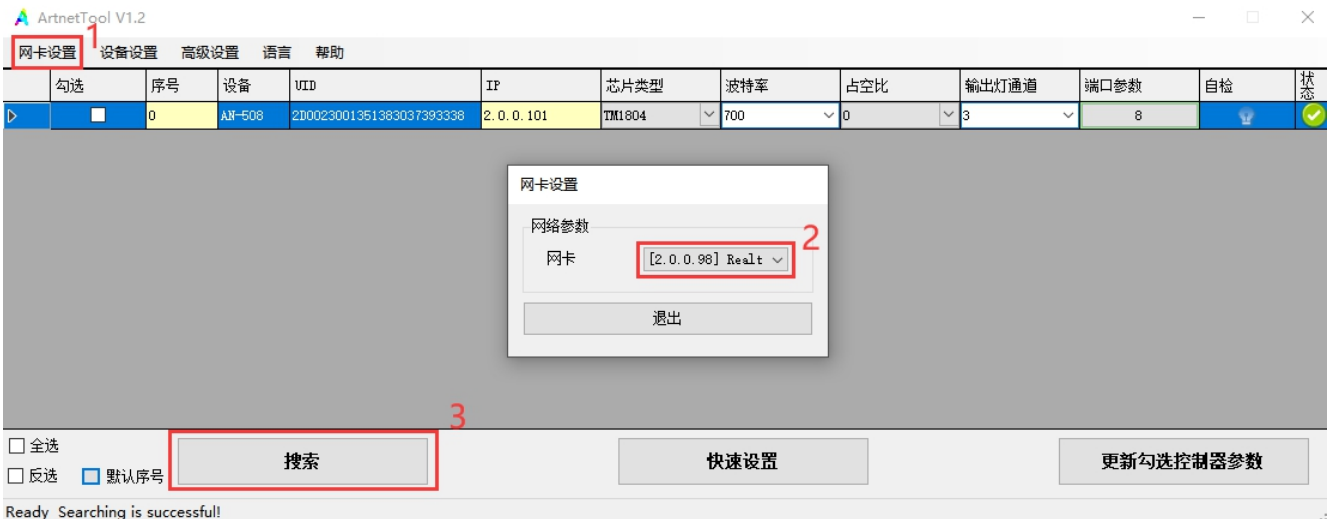 ArtnetTool V1.2
1
网卡设置 设备设置 高级设置 语言 帮助
勾选 序号 设备 UID IP 芯片类型 波特率 占空比 输出灯通道 端口参数 自检 状态
0 AN-508 2D0023001351383037393338 2.0.0.101 TM1804 700 0 3 8
网卡设置
网络参数
2
网卡 [2.0.0.98] Realt
退出
3
全选
搜索 快速设置 更新勾选控制器参数
反选 默认序号
Ready Searching is successful!